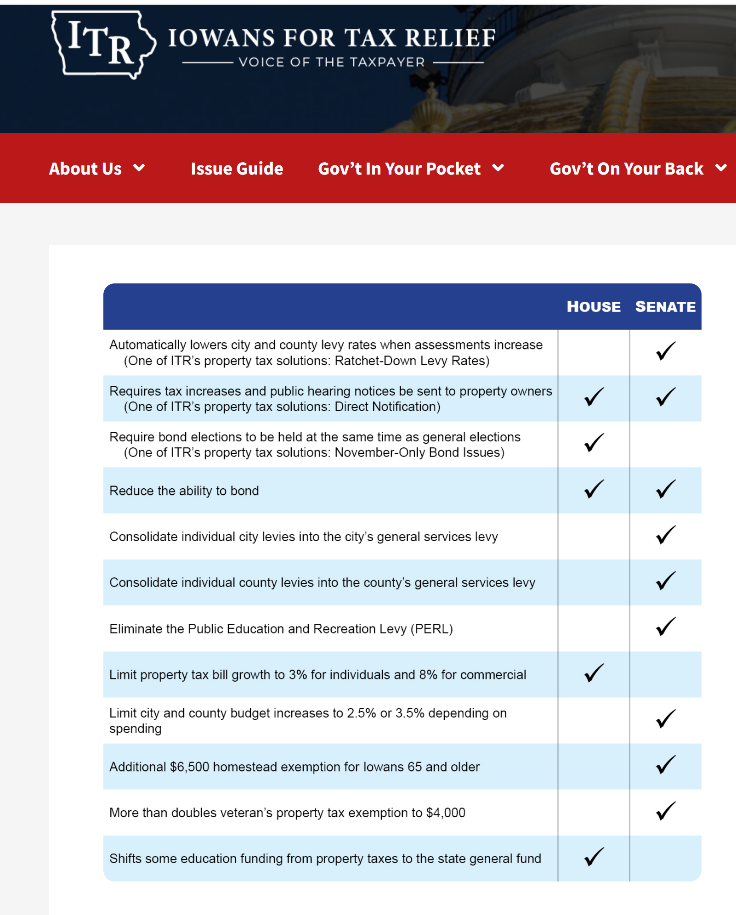 ITR IOWANS FOR TAX RELIEF
VOICE OF THE TAXPAYER
About Us Issue Guide Gov't In Your Pocket Gov't On Your Back
HOUSE SENATE
Automatically lowers city and county levy rates when assessments increase ✓
(One of ITR's property tax solutions: Ratchet-Down Levy Rates)
Requires tax increases and public hearing notices be sent to property owners ✓ ✓
(One of ITR's property tax solutions: Direct Notification)
Require bond elections to be held at the same time as general elections ✓
(One of ITR's property tax solutions: November-Only Bond Issues)
Reduce the ability to bond ✓ ✓
Consolidate individual city levies into the city's general services levy ✓
Consolidate individual county levies into the county's general services levy ✓
Eliminate the Public Education and Recreation Levy (PERL) ✓
Limit property tax bill growth to 3% for individuals and 8% for commercial ✓
Limit city and county budget increases to 2.5% or 3.5% depending on
spending ✓
Additional $6,500 homestead exemption for Iowans 65 and older ✓
More than doubles veteran's property tax exemption to $4,000 ✓
Shifts some education funding from property taxes to the state general fund ✓